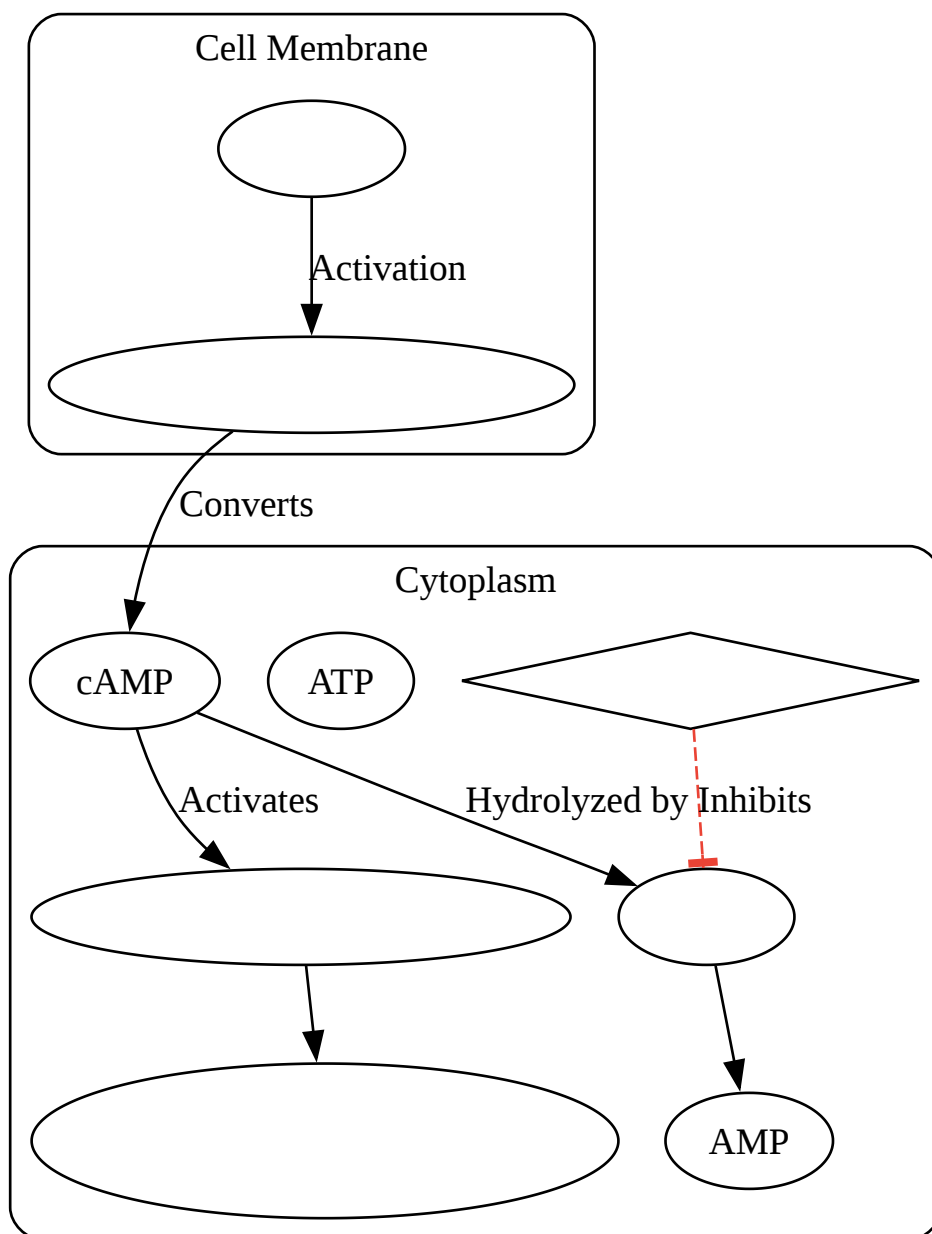 Cell Membrane
Activation
Converts
Cytoplasm
cAMP
ATP
Activates
Hydrolyzed by
Inhibits
AMP